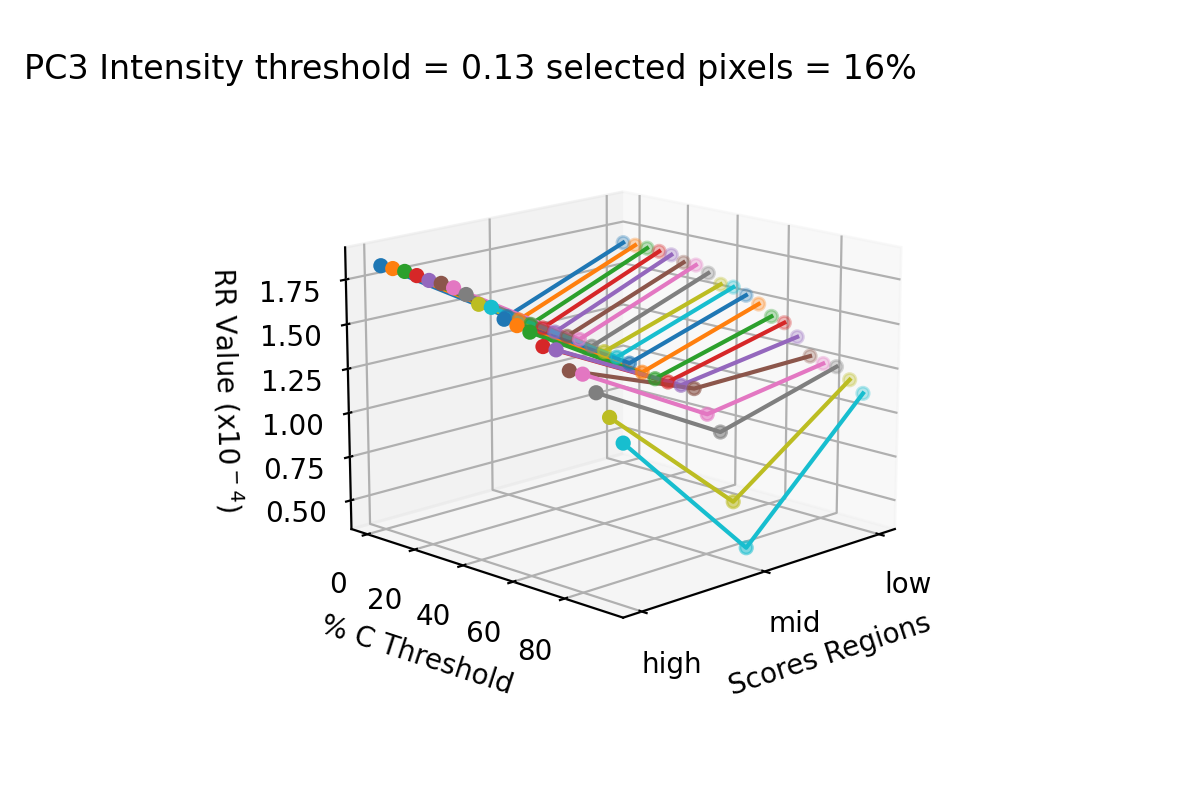 PC3 Intensity threshold = 0.13 selected pixels = 16%
RR Value (x10⁻⁴)
1.75
1.50
1.25
1.00
0.75
0.50
0
20
40
60
80
% C Threshold
high
mid
low
Scores Regions